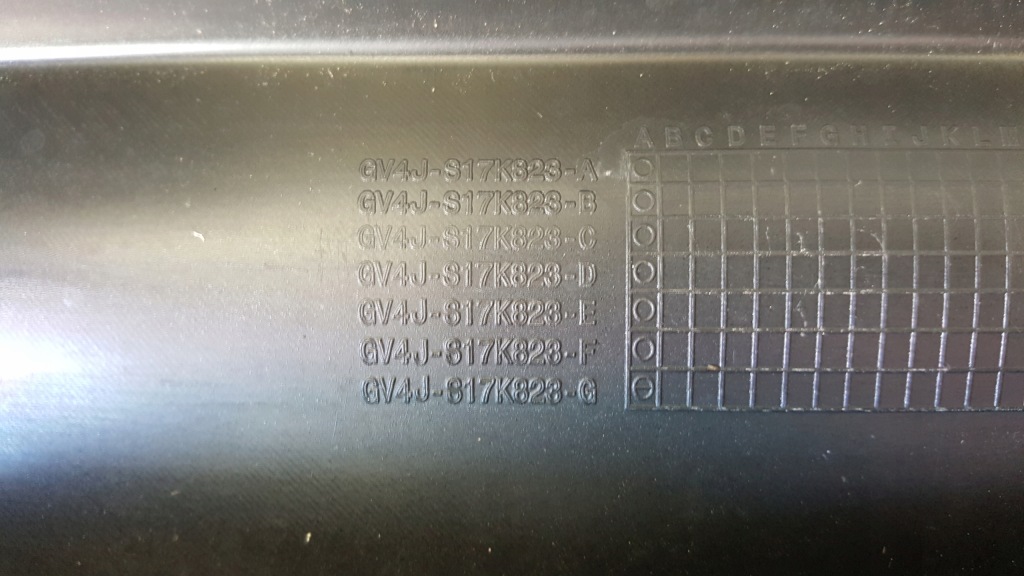 A B C D E F G H X J K L M
GV4J-S17K823-A
GV4J-S17K823-B
GV4J-S17K823-C
GV4J-S17K823-D
GV4J-S17K823-E
GV4J-S17K823-F
GV4J-S17K823-G